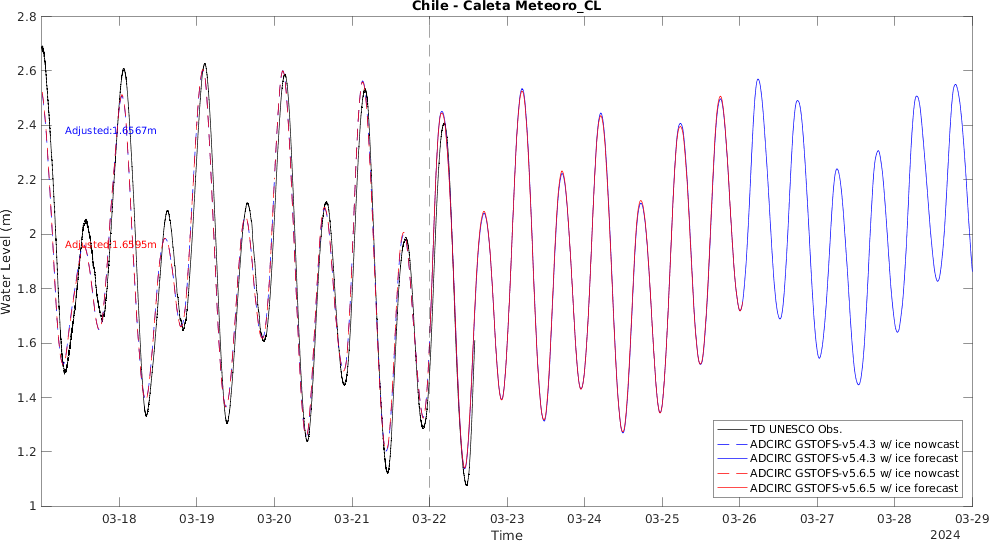 Chile - Caleta Meteoro_CL
2.8
2.6
2.4
2.2
2
1.8
1.6
1.4
1.2
1
Water Level (m)
Adjusted:1.6567m
Adjusted:1.6595m
TD UNESCO Obs.
ADCIRC GSTOFS-v5.4.3 w/ ice nowcast
ADCIRC GSTOFS-v5.4.3 w/ ice forecast
ADCIRC GSTOFS-v5.6.5 w/ ice nowcast
ADCIRC GSTOFS-v5.6.5 w/ ice forecast
03-18 03-19 03-20 03-21 03-22 03-23 03-24 03-25 03-26 03-27 03-28 03-29
Time
2024